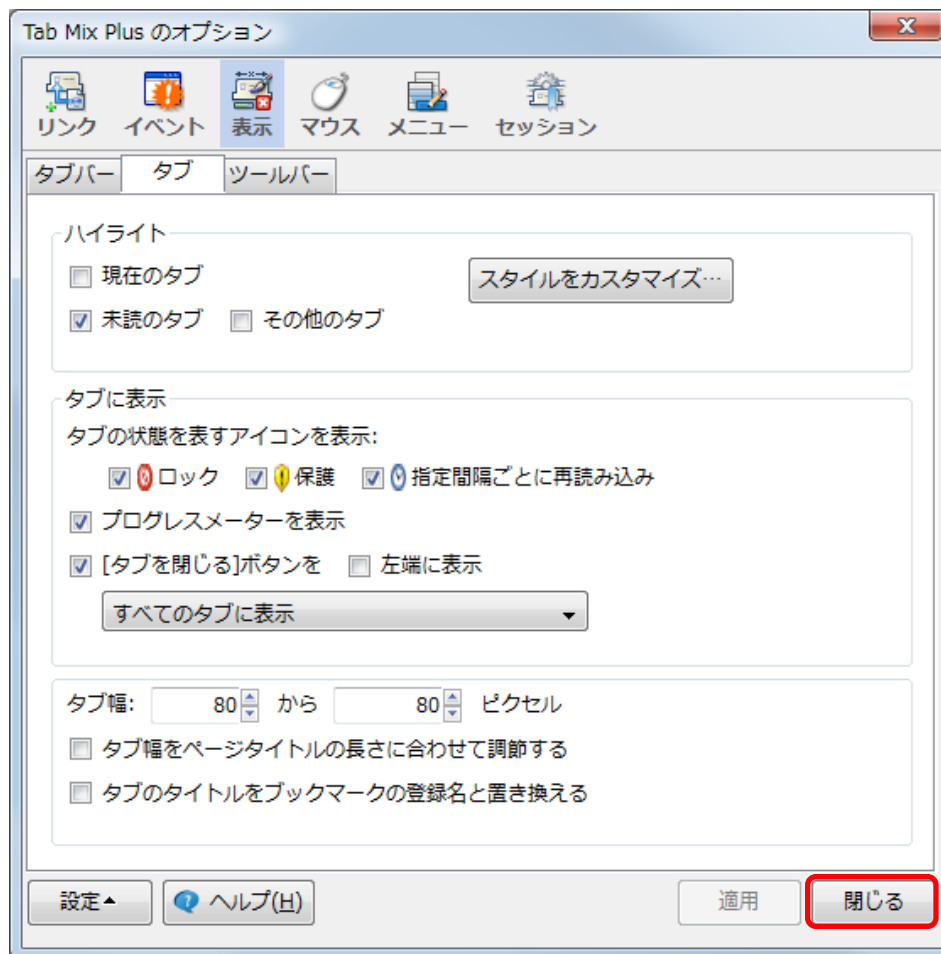 Tab Mix Plus のオプション
リンク イベント 表示 マウス メニュー セッション
タブバー タブ ツールバー
ハイライト
現在のタブ スタイルをカスタマイズ…
未読のタブ その他のタブ
タブに表示
タブの状態を表すアイコンを表示:
ロック 保護 指定間隔ごとに再読み込み
プログレスメーターを表示
[タブを閉じる]ボタンを 左端に表示
すべてのタブに表示
タブ幅: 80 から 80 ピクセル
タブ幅をページタイトルの長さに合わせて調節する
タブのタイトルをブックマークの登録名と置き換える
設定 ヘルプ(H) 適用 閉じる